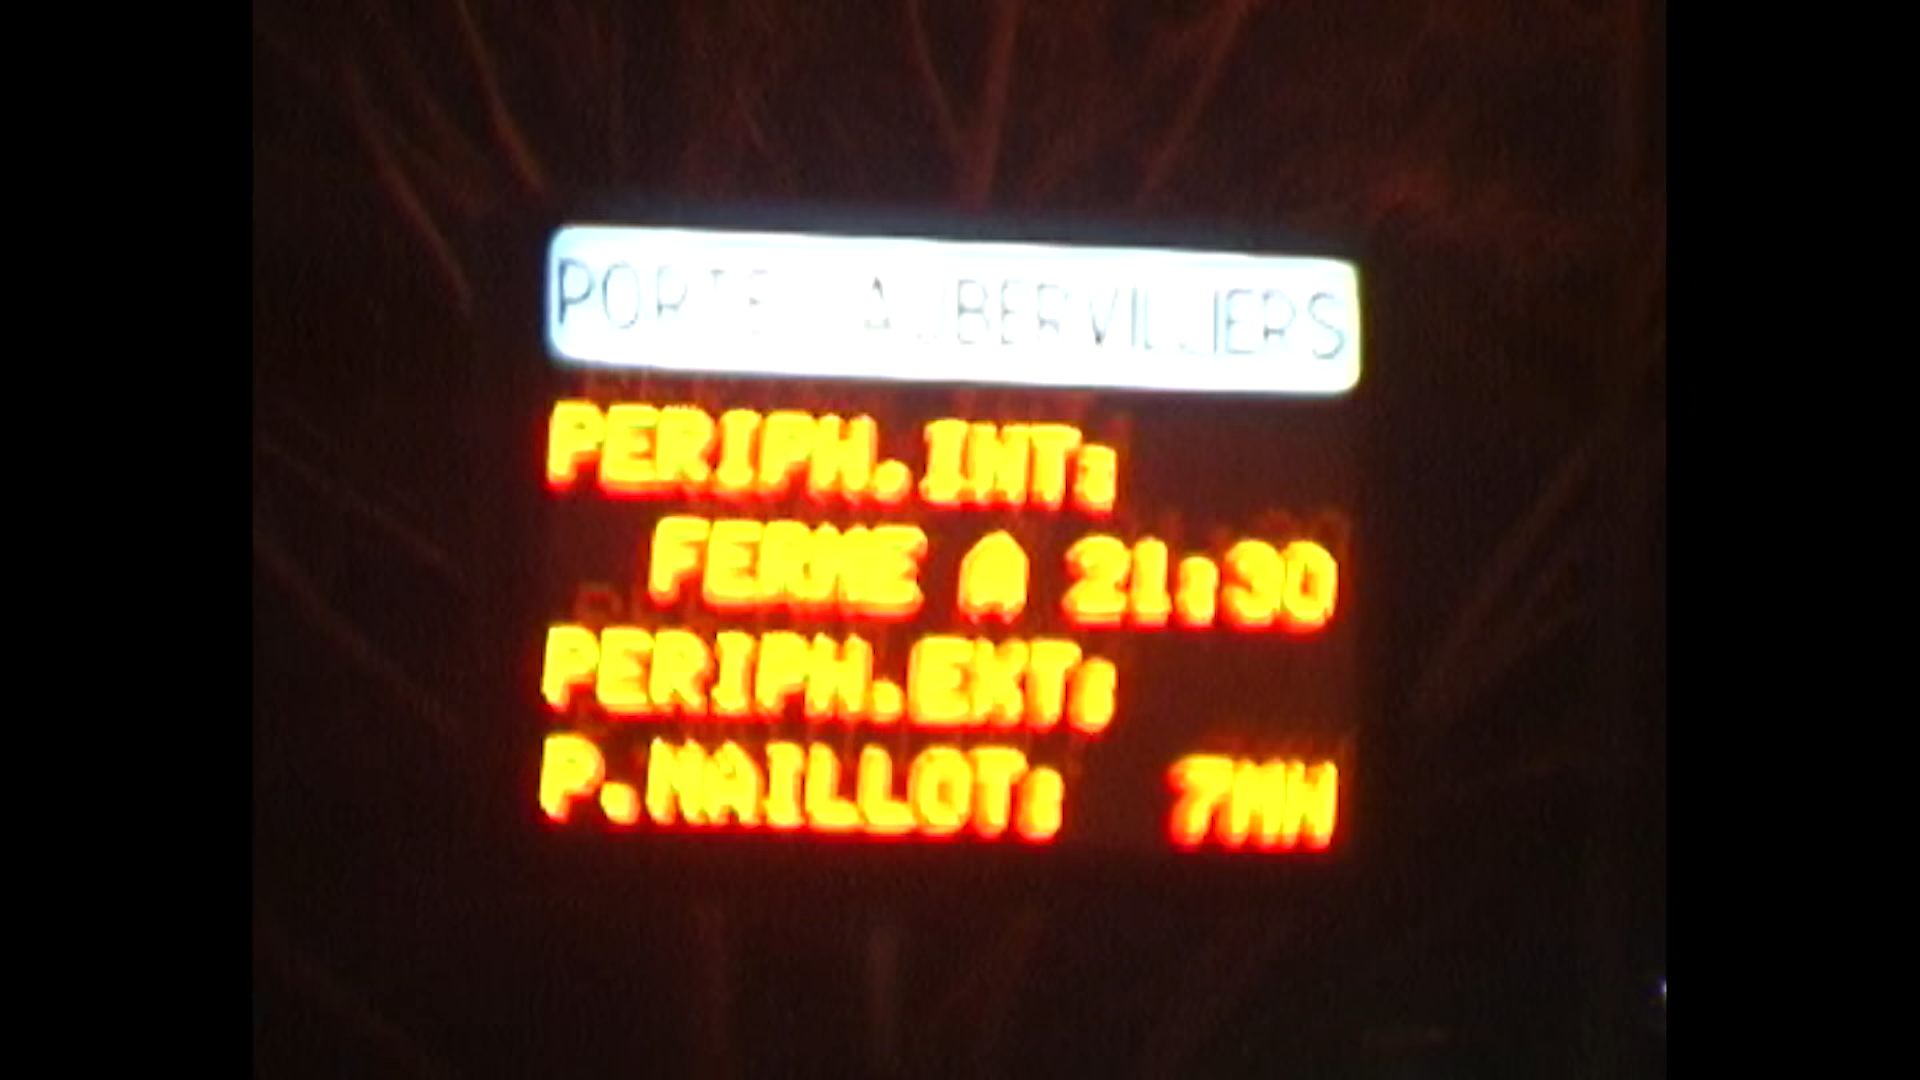 PORTE AUBERVILLIERS
PERIPH.INT:
FERME A 21:30
PERIPH.EXT:
P.MAILLOT: 7MN